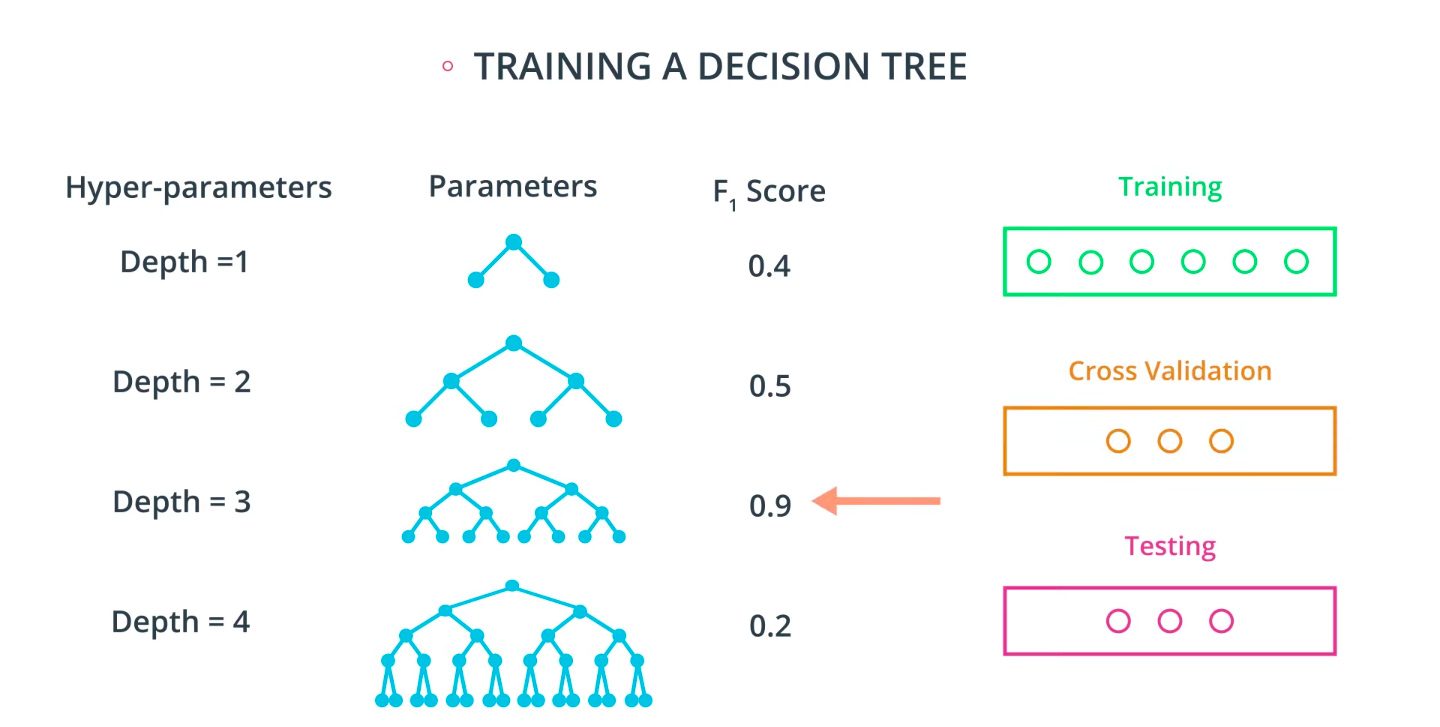 TRAINING A DECISION TREE
Hyper-parameters
Parameters
F1 Score
Training
Depth =1
0.4
Depth = 2
0.5
Cross Validation
Depth = 3
0.9
Testing
Depth = 4
0.2